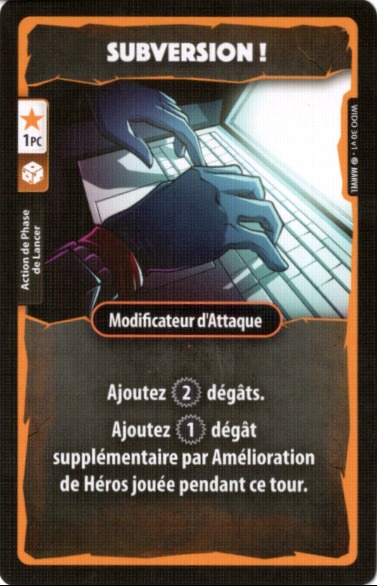 SUBVERSION !
1PC
Action de Phase
de Lancer
WIDO 30 v1 • © MARVEL
Modificateur d'Attaque
Ajoutez 2 dégâts.
Ajoutez 1 dégât
supplémentaire par Amélioration
de Héros jouée pendant ce tour.